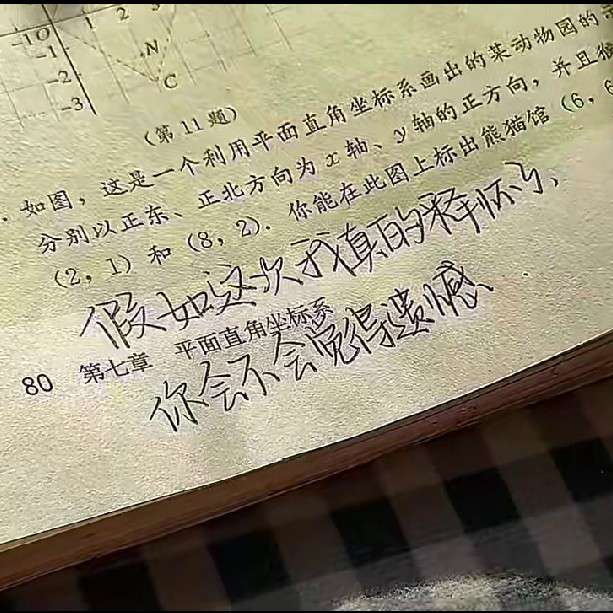 -1 O 1 2 3
-1
N
-2
C
-3
(第 11 题)
如图，这是一个利用平面直角坐标系画出的某动物园的
分别以正东、正北方向为 x 轴、y 轴的正方向，并且
(2，1) 和 (8，2). 你能在此图上标出熊猫馆 (6，6
假如这次我真的释怀了、
80 第七章 平面直角坐标系
你会不会觉得遗憾、